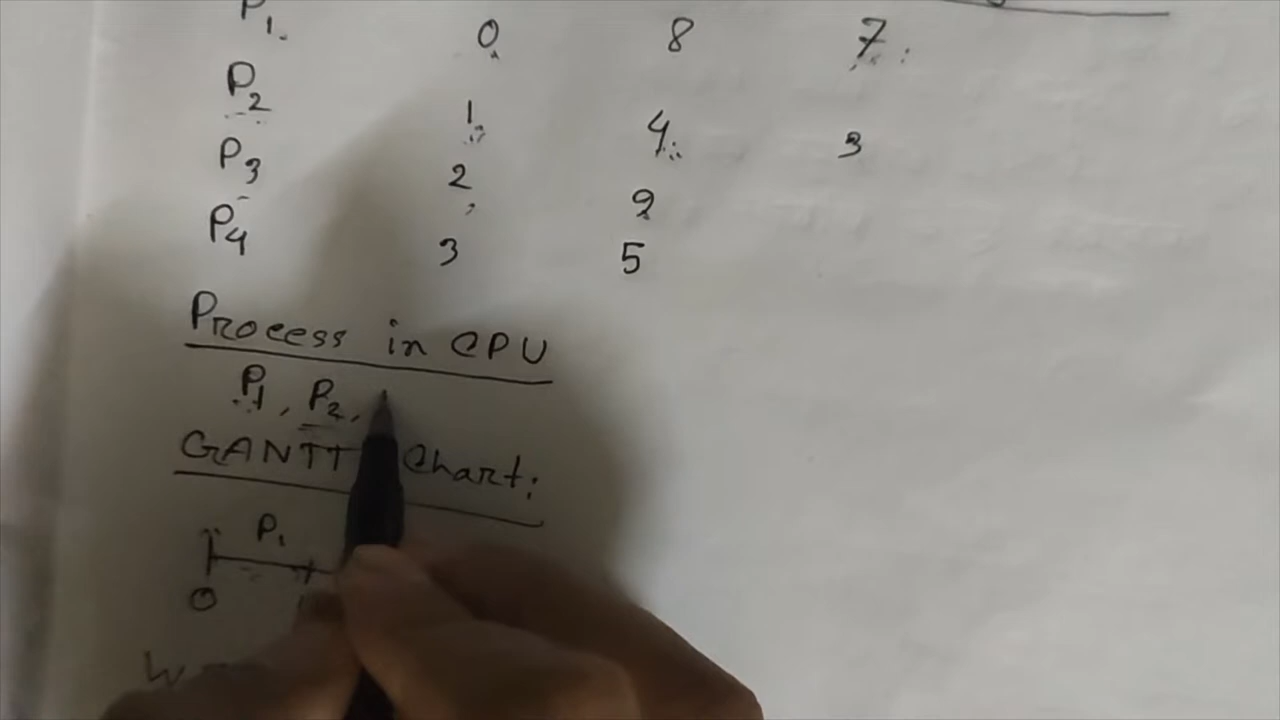 P1. 0 8 7
P2 1 4 3
P3 2 9
P4 3 5
Process in CPU
P1, P2,
GANTT Chart:
P1
0